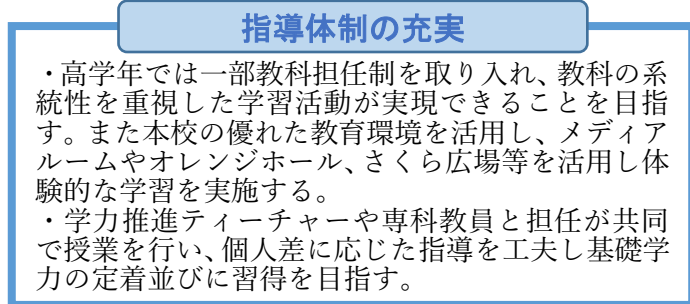 指導体制の充実
・高学年では一部教科担任制を取り入れ、教科の系
統性を重視した学習活動が実現できることを目指
す。また本校の優れた教育環境を活用し、メディア
ルームやオレンジホール、さくら広場等を活用し体
験的な学習を実施する。
・学力推進ティーチャーや専科教員と担任が共同
で授業を行い、個人差に応じた指導を工夫し基礎学
力の定着並びに習得を目指す。